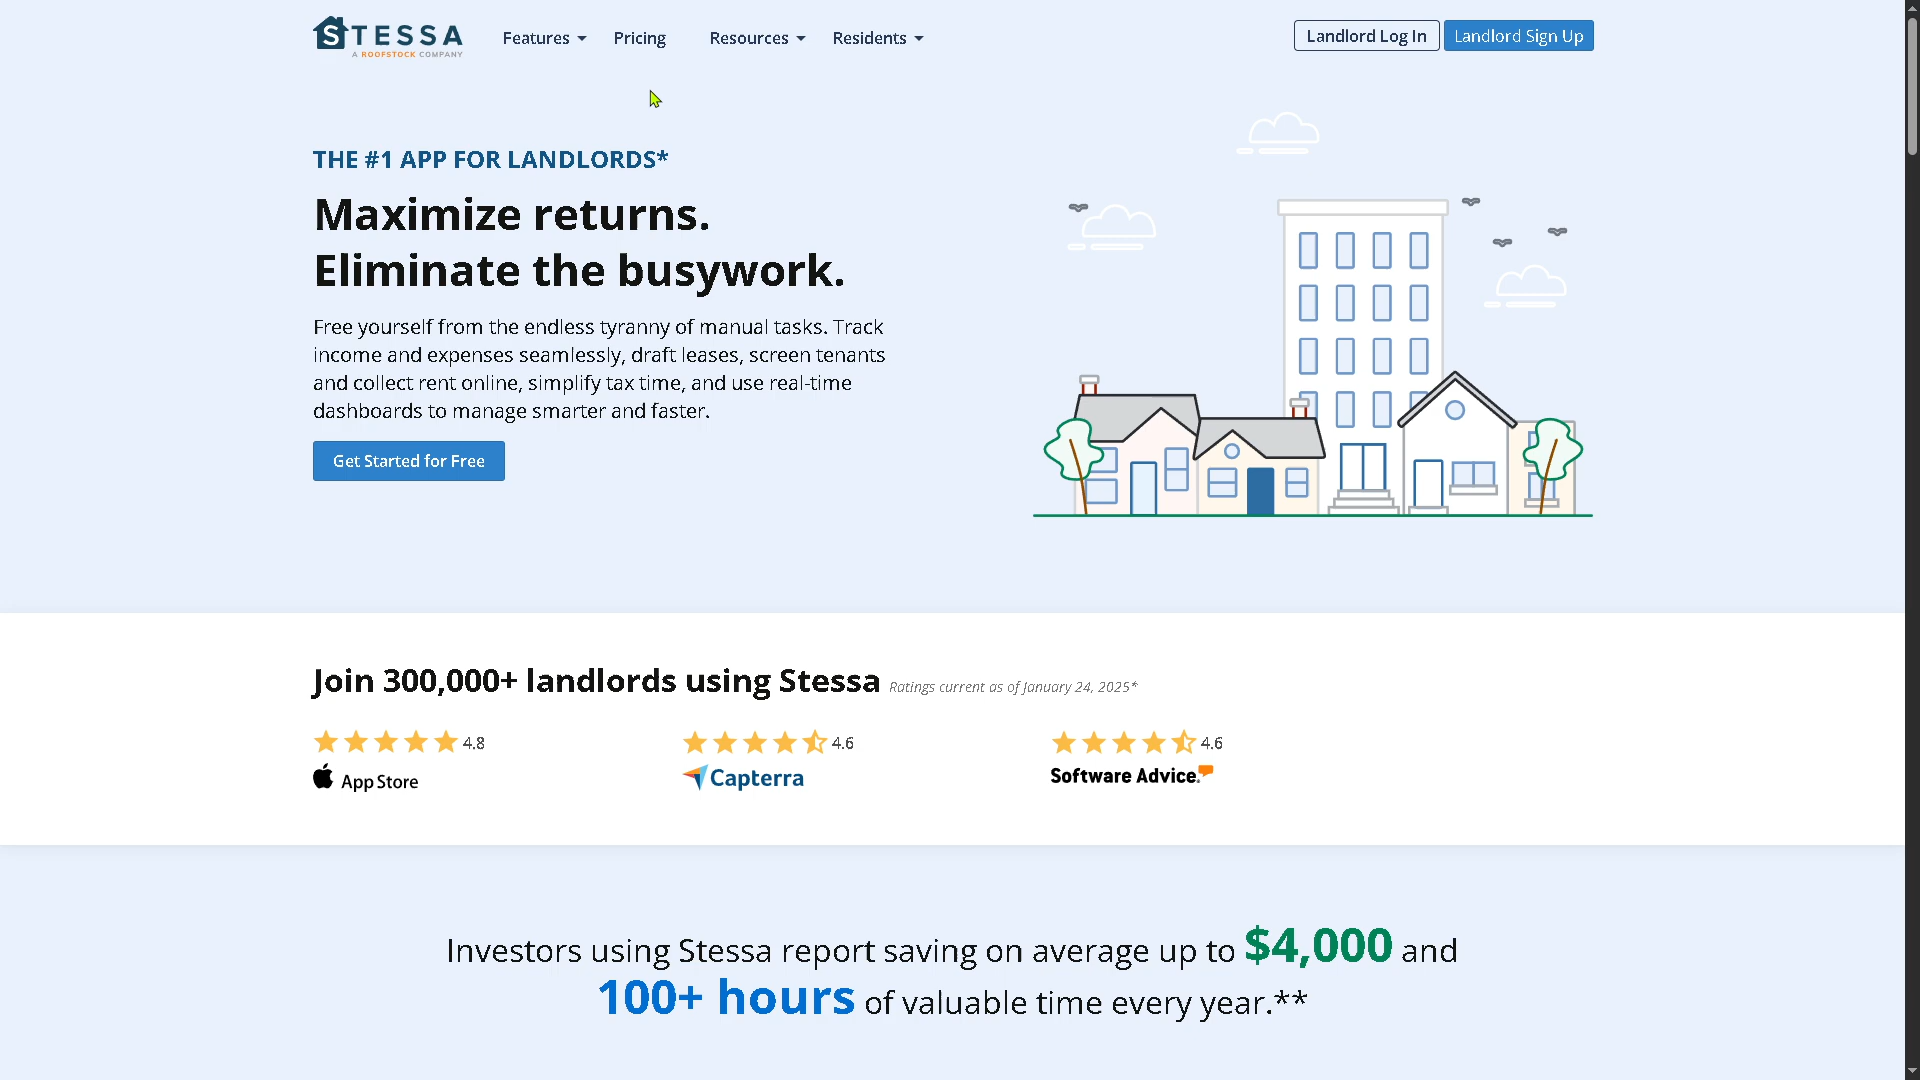 STESSA
A ROOFSTOCK COMPANY
Features
Pricing
Resources
Residents
Landlord Log In
Landlord Sign Up
THE #1 APP FOR LANDLORDS*
Maximize returns.
Eliminate the busywork.
Free yourself from the endless tyranny of manual tasks. Track
income and expenses seamlessly, draft leases, screen tenants
and collect rent online, simplify tax time, and use real-time
dashboards to manage smarter and faster.
Get Started for Free
Join 300,000+ landlords using Stessa Ratings current as of January 24, 2025*
4.8
App Store
4.6
Capterra
4.6
Software Advice.
Investors using Stessa report saving on average up to $4,000 and
100+ hours of valuable time every year.**